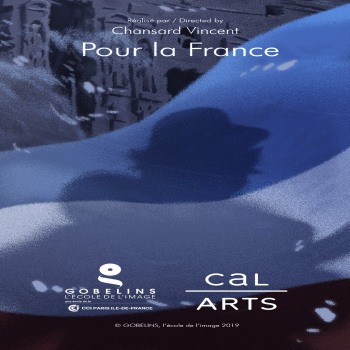 Réalisé par / Directed by
Chansard Vincent
Pour la France
GOBELINS
L'ÉCOLE DE L'IMAGE
CCI PARIS ILE-DE-FRANCE
CaL
ARTS
© GOBELINS, l'école de l'image 2019